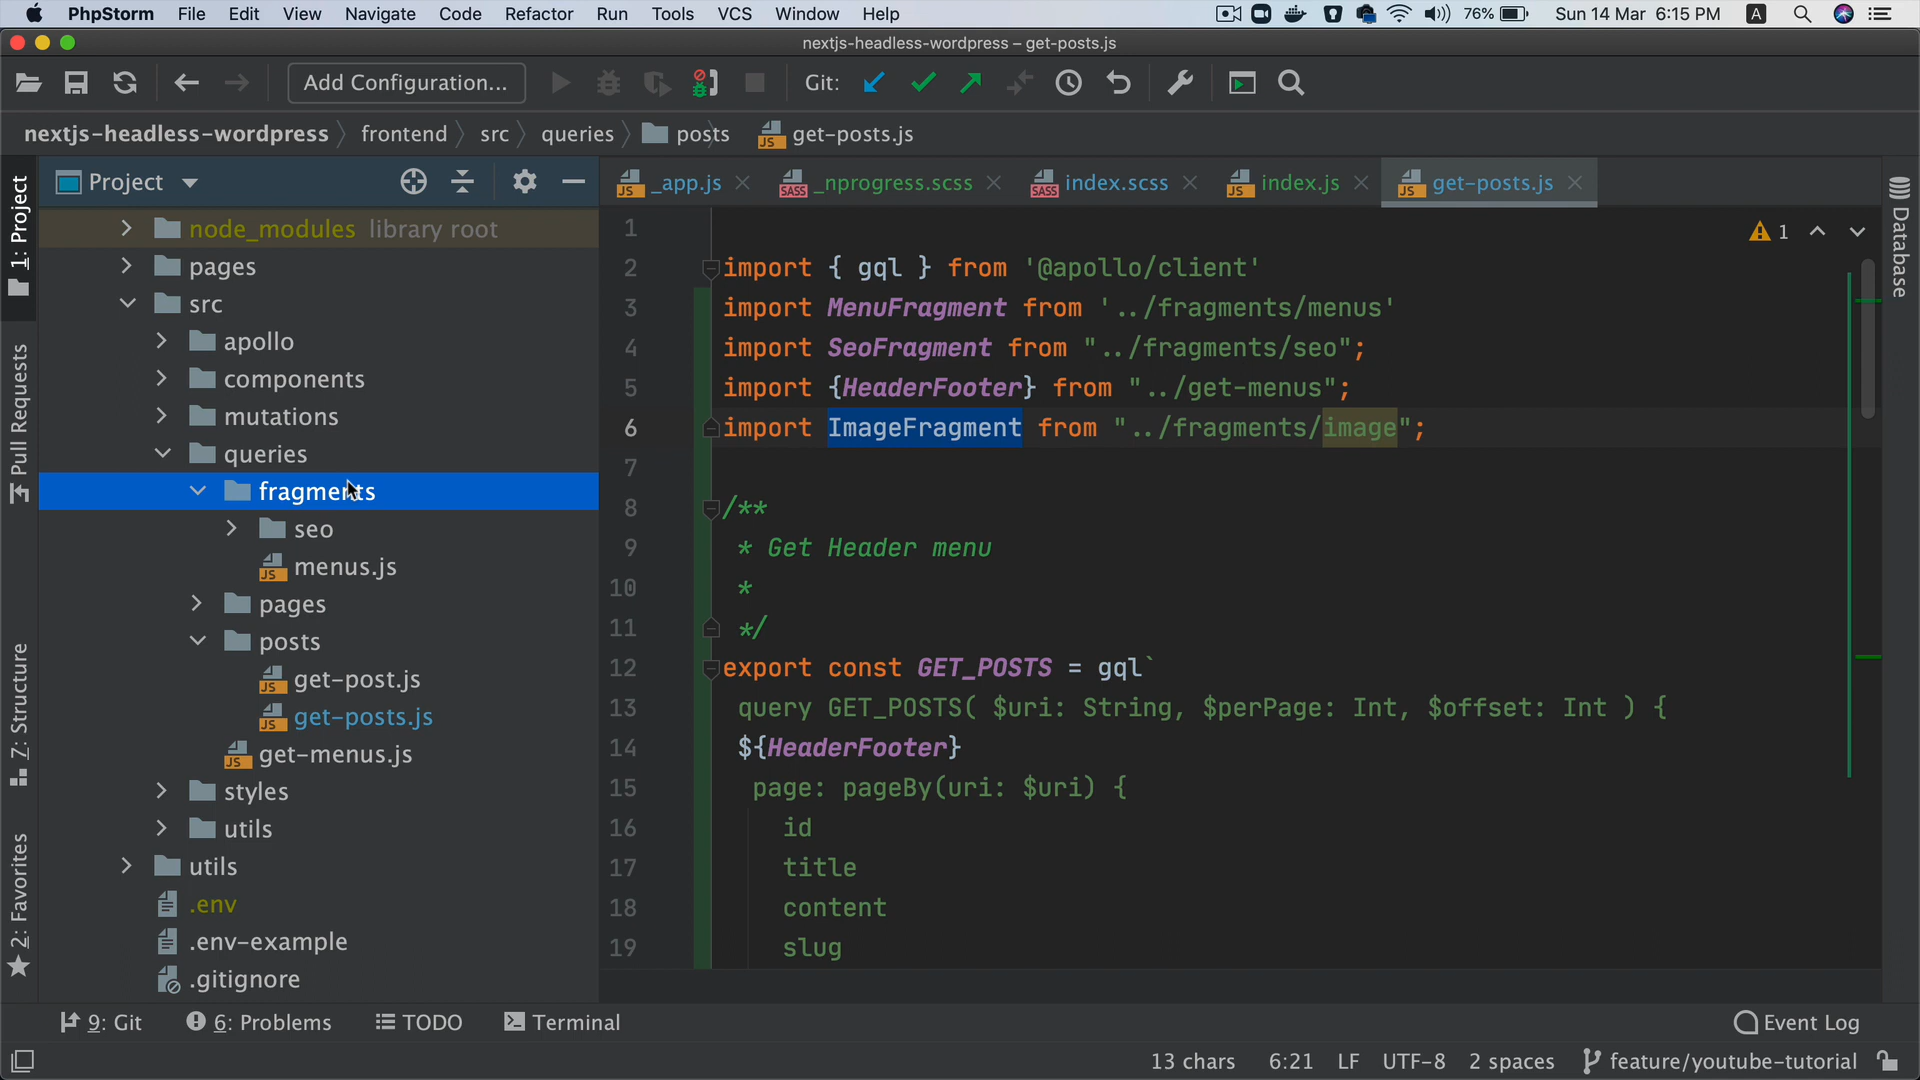 PhpStorm File Edit View Navigate Code Refactor Run Tools VCS Window Help 76% Sun 14 Mar 6:15 PM A
nextjs-headless-wordpress – get-posts.js
Add Configuration... Git:
nextjs-headless-wordpress frontend src queries posts get-posts.js
Project
_app.js _nprogress.scss index.scss index.js get-posts.js
1: Project
Pull Requests
Z: Structure
2: Favorites
node_modules library root
pages
src
apollo
components
mutations
queries
fragments
seo
menus.js
pages
posts
get-post.js
get-posts.js
get-menus.js
styles
utils
utils
.env
.env-example
.gitignore
1
2 import { gql } from '@apollo/client'
3 import MenuFragment from '../fragments/menus'
4 import SeoFragment from "../fragments/seo";
5 import {HeaderFooter} from "../get-menus";
6 import ImageFragment from "../fragments/image";
7
8 /**
9 * Get Header menu
10 *
11 */
12 export const GET_POSTS = gql`
13 query GET_POSTS( $uri: String, $perPage: Int, $offset: Int ) {
14 ${HeaderFooter}
15 page: pageBy(uri: $uri) {
16 id
17 title
18 content
19 slug
1
Database
9: Git 6: Problems TODO Terminal Event Log
13 chars 6:21 LF UTF-8 2 spaces feature/youtube-tutorial